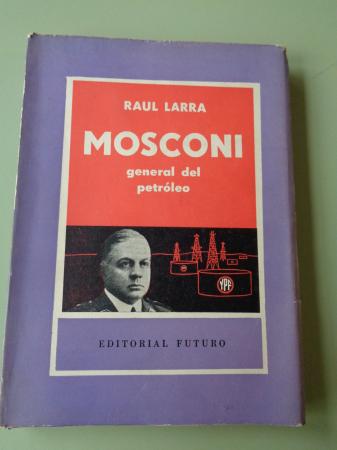 RAUL LARRA
MOSCONI
general del
petróleo
YPF
EDITORIAL FUTURO